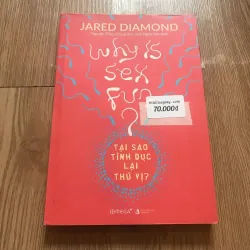 JARED DIAMOND
Why is
sex
fun
?
70.000đ
TẠI SAO
TÌNH DỤC
LẠI
THÚ VỊ?